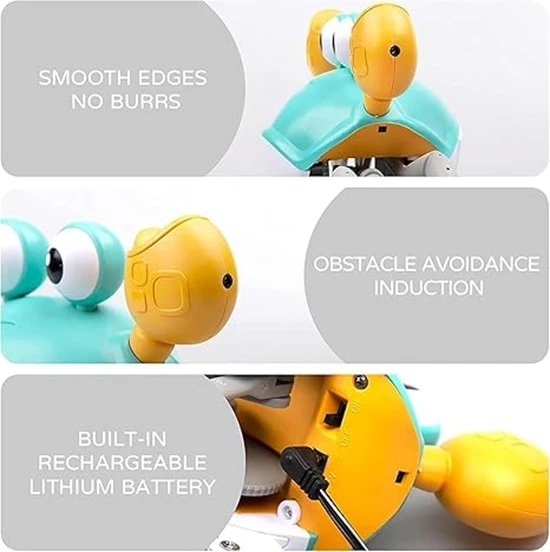 SMOOTH EDGES
NO BURRS
OBSTACLE AVOIDANCE
INDUCTION
BUILT-IN
RECHARGEABLE
LITHIUM BATTERY